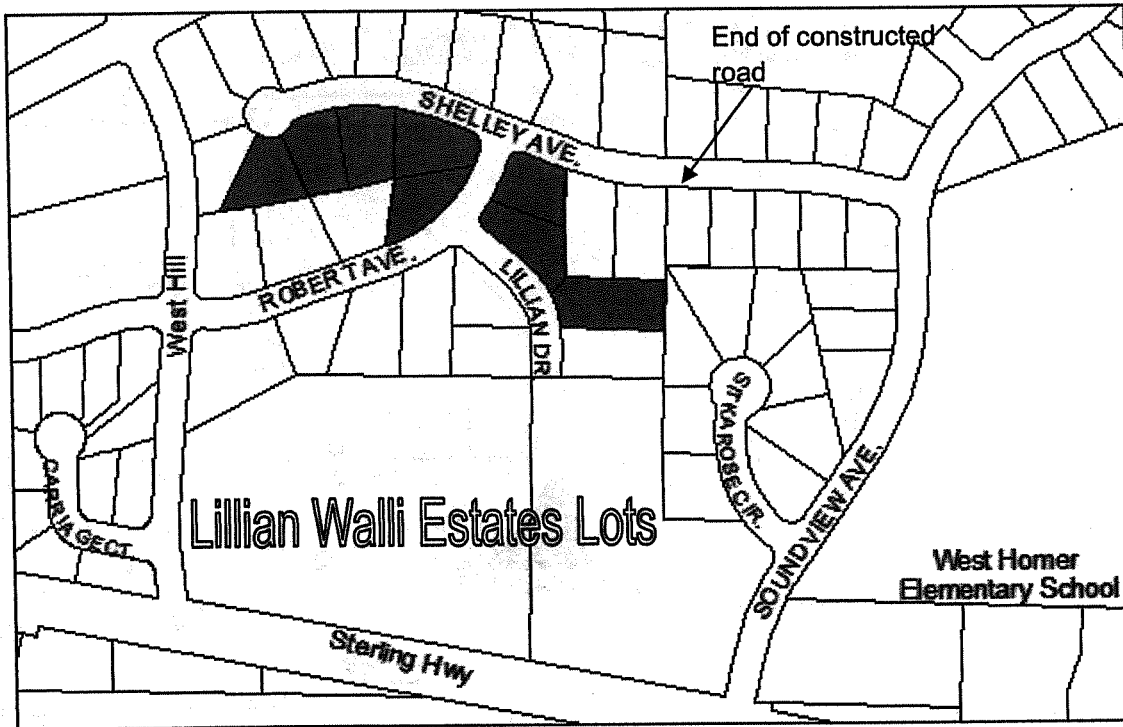 End of constructed
road
SHELLEY AVE.
West Hill
ROBERT AVE.
LILLIAN DR
SITKA ROSE CIR.
CARRIAGE CT
Lillian Walli Estates Lots
SOUNDVIEW AVE.
West Homer
Elementary School
Sterling Hwy